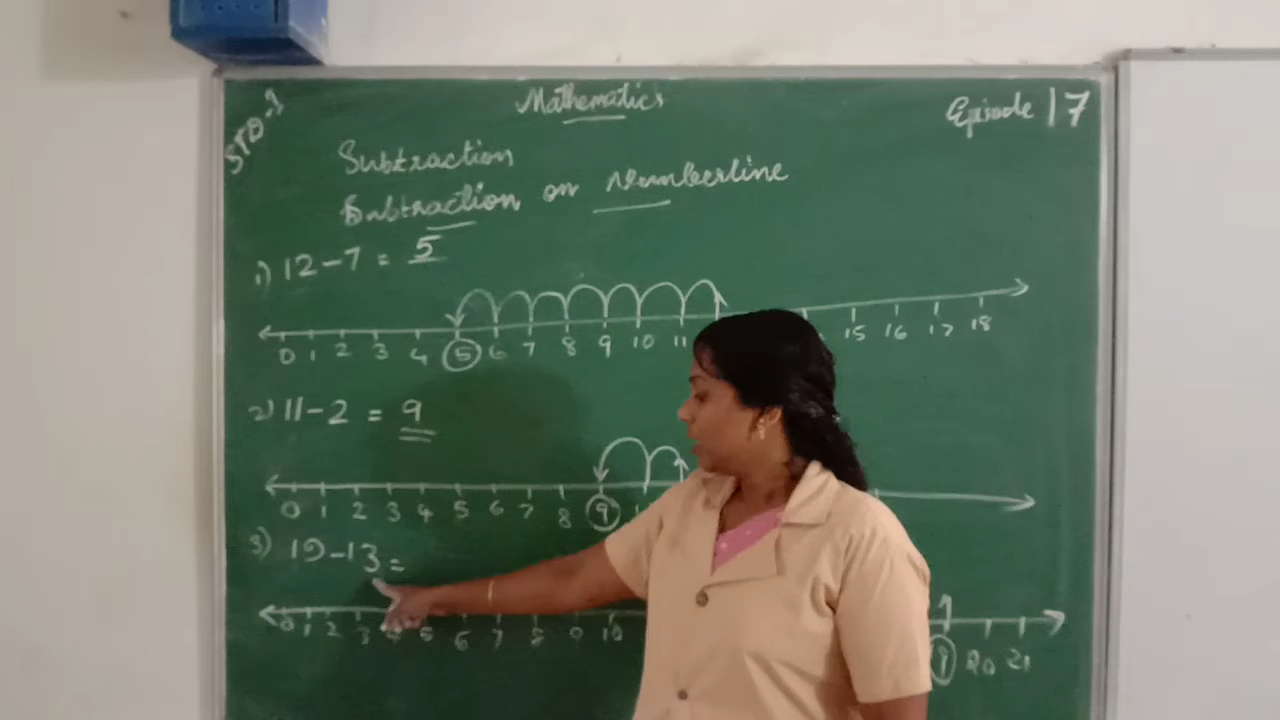 STD-1
Mathematics
Episode 17
Subtraction
Subtraction on Numberline
1) 12-7 = 5
0 1 2 3 4 5 6 7 8 9 10 11 15 16 17 18
2) 11-2 = 9
0 1 2 3 4 5 6 7 8 9
3) 19-13=
0 1 2 3 4 5 6 7 8 9 10 20 21